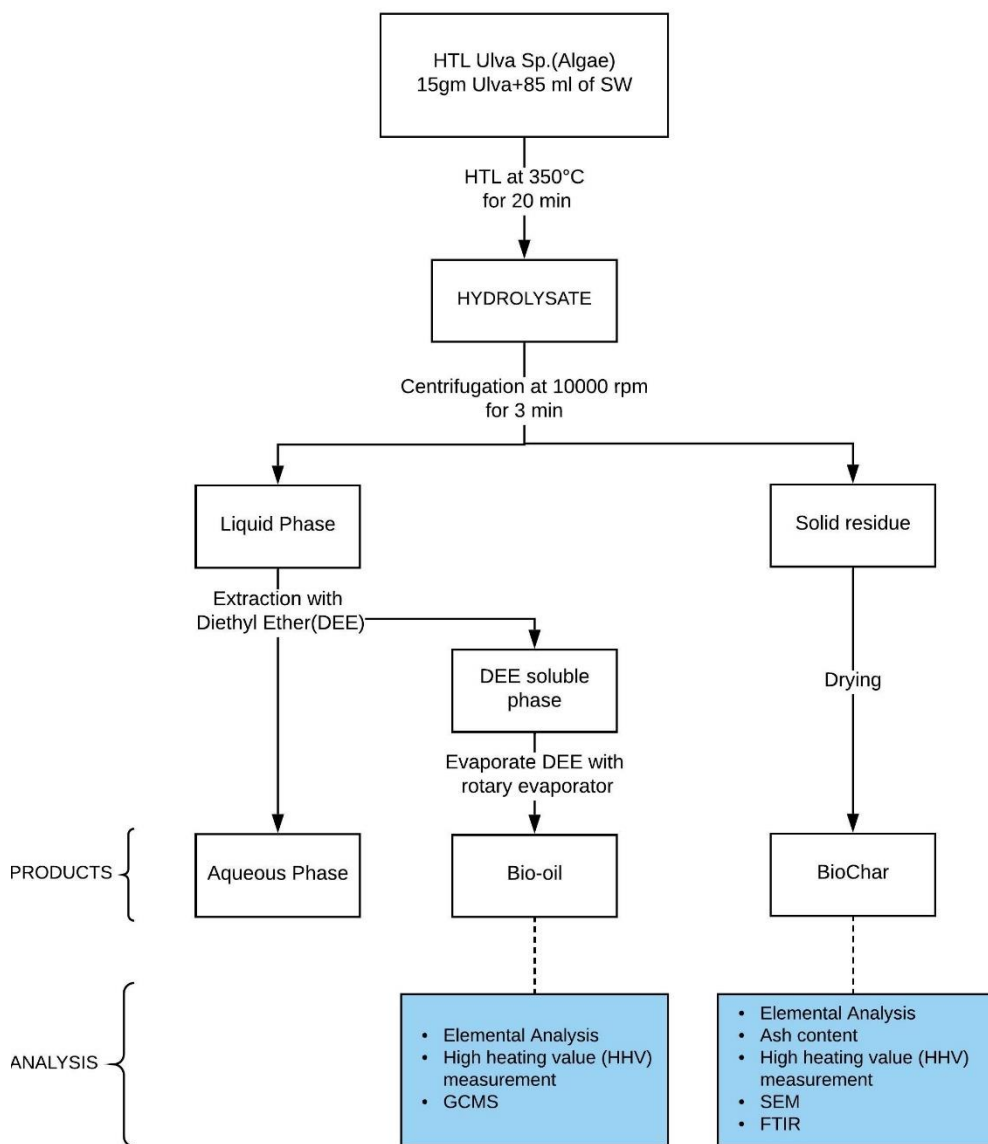 HTL Ulva Sp.(Algae)
15gm Ulva+85 ml of SW
HTL at 350°C
for 20 min
HYDROLYSATE
Centrifugation at 10000 rpm
for 3 min
Liquid Phase
Solid residue
Extraction with
Diethyl Ether(DEE)
DEE soluble
phase
Drying
Evaporate DEE with
rotary evaporator
PRODUCTS
Aqueous Phase
Bio-oil
BioChar
ANALYSIS
• Elemental Analysis
• High heating value (HHV)
measurement
• GCMS
• Elemental Analysis
• Ash content
• High heating value (HHV)
measurement
• SEM
• FTIR